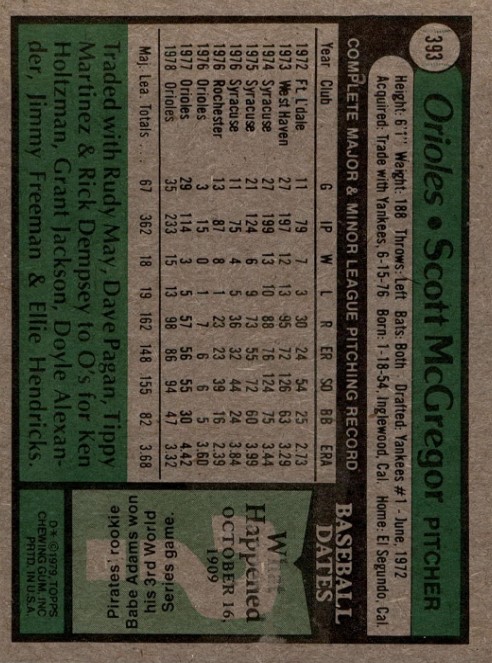 393
Orioles • Scott McGregor PITCHER
Height: 6'1" Weight: 188 Throws: Left Bats: Both Drafted: Yankees #1 - June, 1972
Acquired: Trade with Yankees, 6-15-76 Born: 1-18-54, Inglewood, Cal. Home: El Segundo, Cal.
COMPLETE MAJOR & MINOR LEAGUE PITCHING RECORD
Year Club G IP W L R ER SO BB ERA
1972 Ft. L'dale 11 79 7 3 30 24 54 25 2.73
1973 West Haven 27 197 12 13 95 72 126 63 3.29
1974 Syracuse 27 199 13 10 88 76 124 75 3.44
1975 Syracuse 21 124 6 9 73 55 72 60 3.99
1976 Syracuse 11 75 4 5 36 32 44 24 3.84
1976 Rochester 13 87 8 1 23 23 39 16 2.39
1976 Orioles 3 15 0 1 7 6 6 5 3.60
1977 Orioles 29 114 3 5 57 56 55 30 4.42
1978 Orioles 35 233 15 13 98 86 94 47 3.32
Maj. Lea. Totals . . . 67 362 18 19 162 148 155 82 3.68
Traded with Rudy May, Dave Pagan, Tippy
Martinez & Rick Dempsey to O's for Ken
Holtzman, Grant Jackson, Doyle Alexan-
der, Jimmy Freeman & Ellie Hendricks.
BASEBALL
DATES
What
Happened
OCTOBER 16,
1909
Pirates' rookie
Babe Adams won
his 3rd World
Series game.
D* ©1979 TOPPS
CHEWING GUM, INC
PRTD. IN U.S.A.